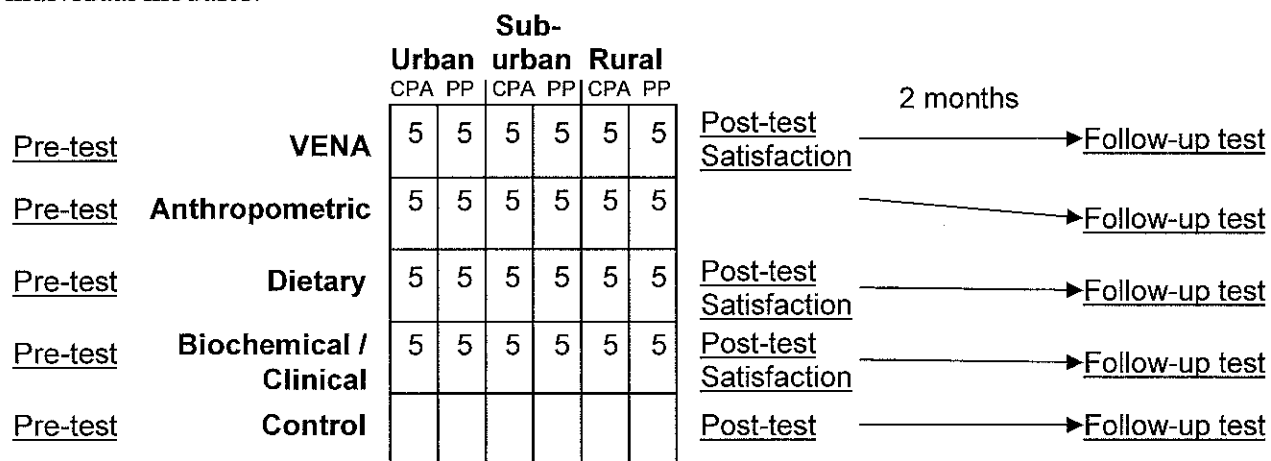 Sub-
Urban urban Rural
CPA PP CPA PP CPA PP
2 months
Pre-test VENA 5 5 5 5 5 5 Post-test Satisfaction Follow-up test
Pre-test Anthropometric 5 5 5 5 5 5 Follow-up test
Pre-test Dietary 5 5 5 5 5 5 Post-test Satisfaction Follow-up test
Pre-test Biochemical / Clinical 5 5 5 5 5 5 Post-test Satisfaction Follow-up test
Pre-test Control Post-test Follow-up test